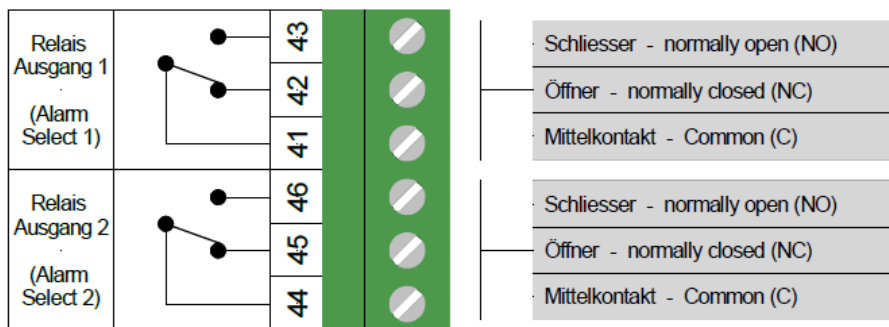 Relais
Ausgang 1
(Alarm
Select 1)
43
42
41
Schliesser - normally open (NO)
Öffner - normally closed (NC)
Mittelkontakt - Common (C)
Relais
Ausgang 2
(Alarm
Select 2)
46
45
44
Schliesser - normally open (NO)
Öffner - normally closed (NC)
Mittelkontakt - Common (C)